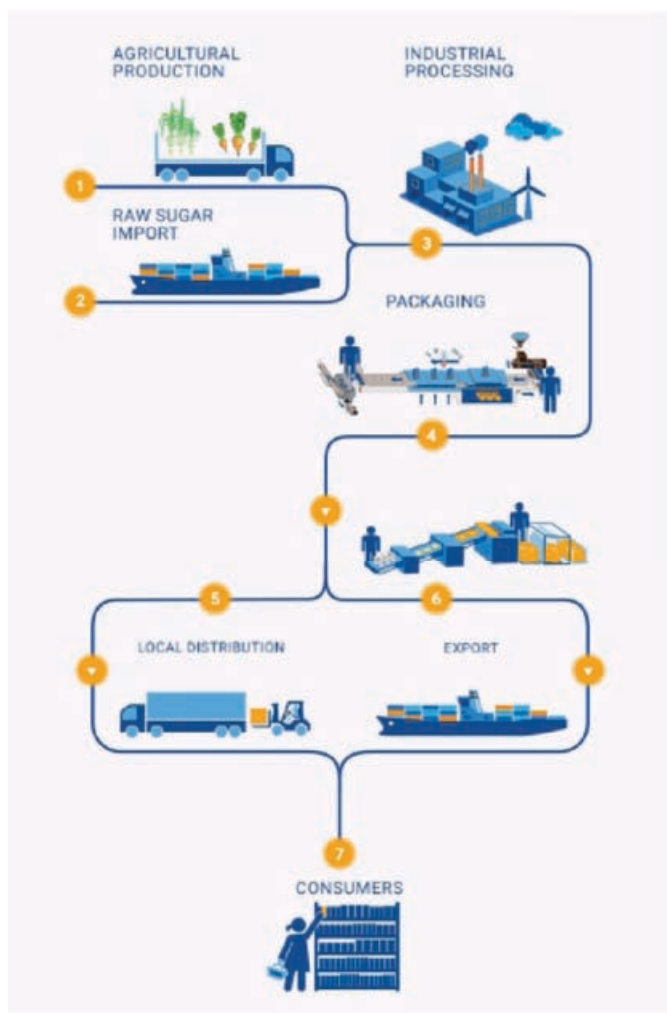 AGRICULTURAL
PRODUCTION
INDUSTRIAL
PROCESSING
1
RAW SUGAR
IMPORT
3
2
PACKAGING
4
5
6
LOCAL DISTRIBUTION
EXPORT
7
CONSUMERS